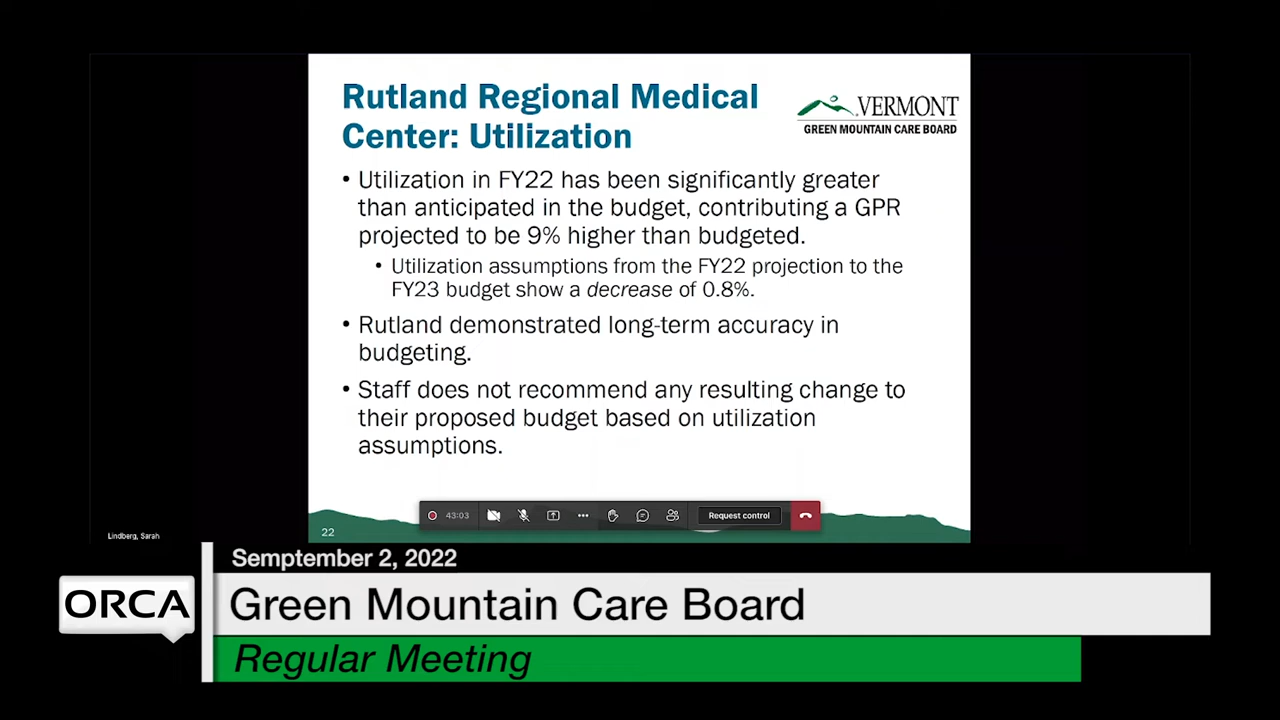 Rutland Regional Medical
Center: Utilization
VERMONT
GREEN MOUNTAIN CARE BOARD
• Utilization in FY22 has been significantly greater
than anticipated in the budget, contributing a GPR
projected to be 9% higher than budgeted.
• Utilization assumptions from the FY22 projection to the
FY23 budget show a decrease of 0.8%.
• Rutland demonstrated long-term accuracy in
budgeting.
• Staff does not recommend any resulting change to
their proposed budget based on utilization
assumptions.
43:03
Request control
22
Lindberg, Sarah
Semptember 2, 2022
ORCA
Green Mountain Care Board
Regular Meeting